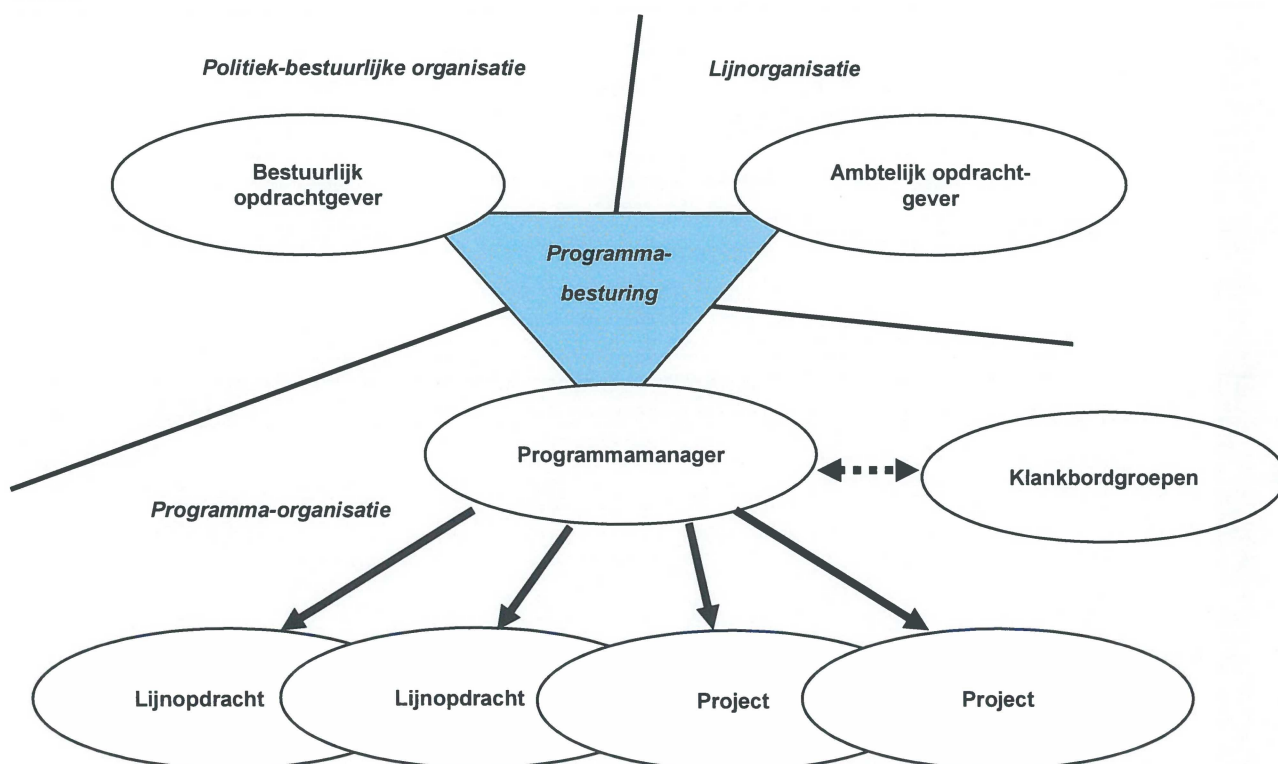 Politiek-bestuurlijke organisatie
Lijnorganisatie
Bestuurlijk
opdrachtgever
Ambtelijk opdracht-
gever
Programma-
besturing
Programmamanager
Klankbordgroepen
Programma-organisatie
Lijnopdracht
Lijnopdracht
Project
Project